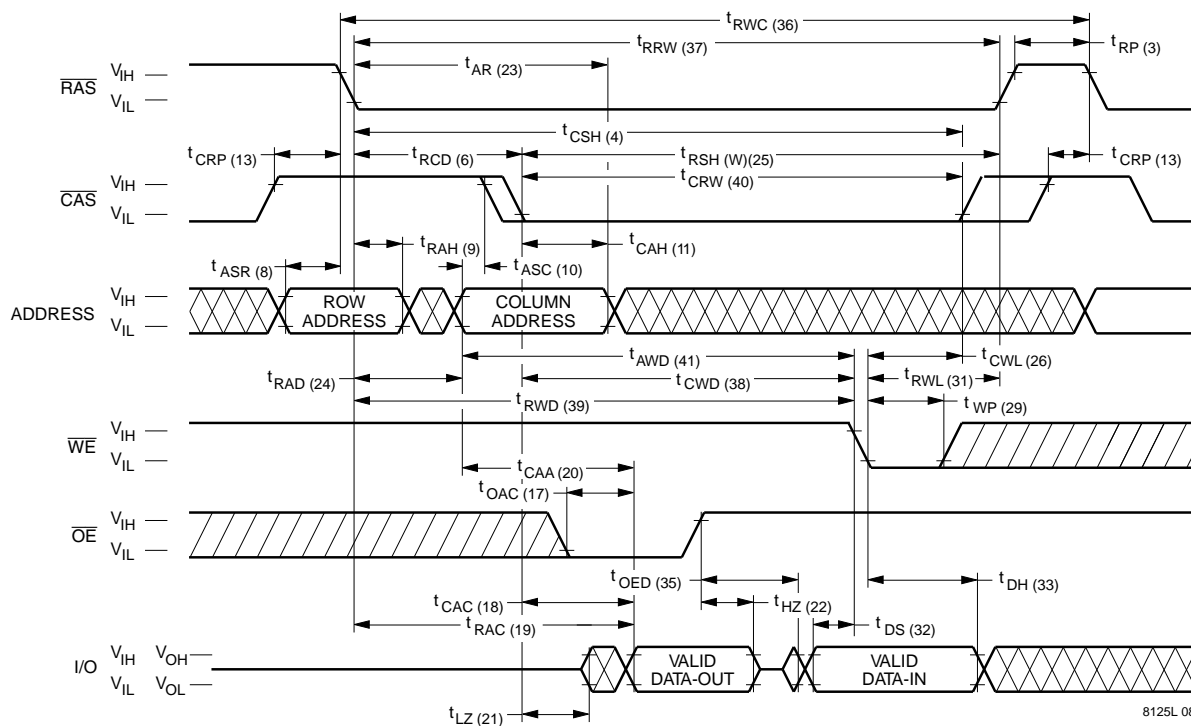 tRWC (36)
tRRW (37)
tRP (3)
tAR (23)
RAS
VIH
VIL
tCSH (4)
tCRP (13)
tRCD (6)
tRSH (W)(25)
tCRP (13)
tCRW (40)
CAS
VIH
VIL
tRAH (9)
tCAH (11)
tASR (8)
tASC (10)
ADDRESS
VIH
VIL
ROW
ADDRESS
COLUMN
ADDRESS
tAWD (41)
tCWL (26)
tRAD (24)
tCWD (38)
tRWL (31)
tRWD (39)
tWP (29)
WE
VIH
VIL
tCAA (20)
tOAC (17)
OE
VIH
VIL
tOED (35)
tDH (33)
tCAC (18)
tHZ (22)
tRAC (19)
tDS (32)
I/O
VIH VOH
VIL VOL
VALID
DATA-OUT
VALID
DATA-IN
tLZ (21)
8125L 08